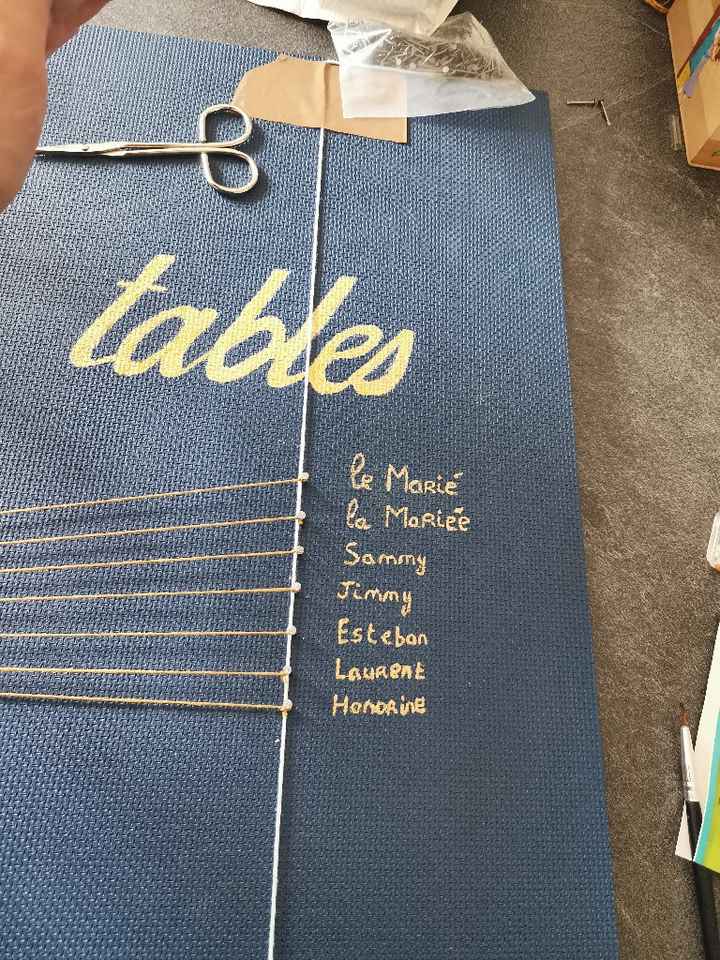 tables
le Marié
la Mariée
Sammy
Jimmy
Esteban
Laurent
Honorine